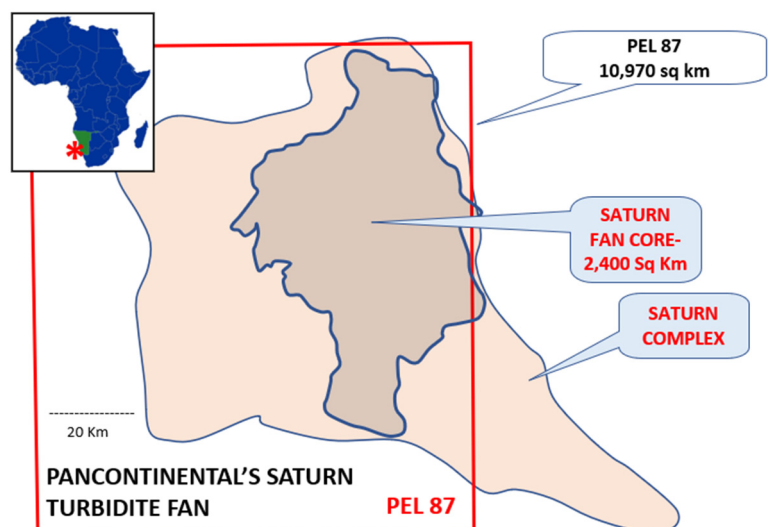 PEL 87
10,970 sq km
SATURN
FAN CORE-
2,400 Sq Km
SATURN
COMPLEX
20 Km
PANCONTINENTAL'S SATURN
TURBIDITE FAN
PEL 87